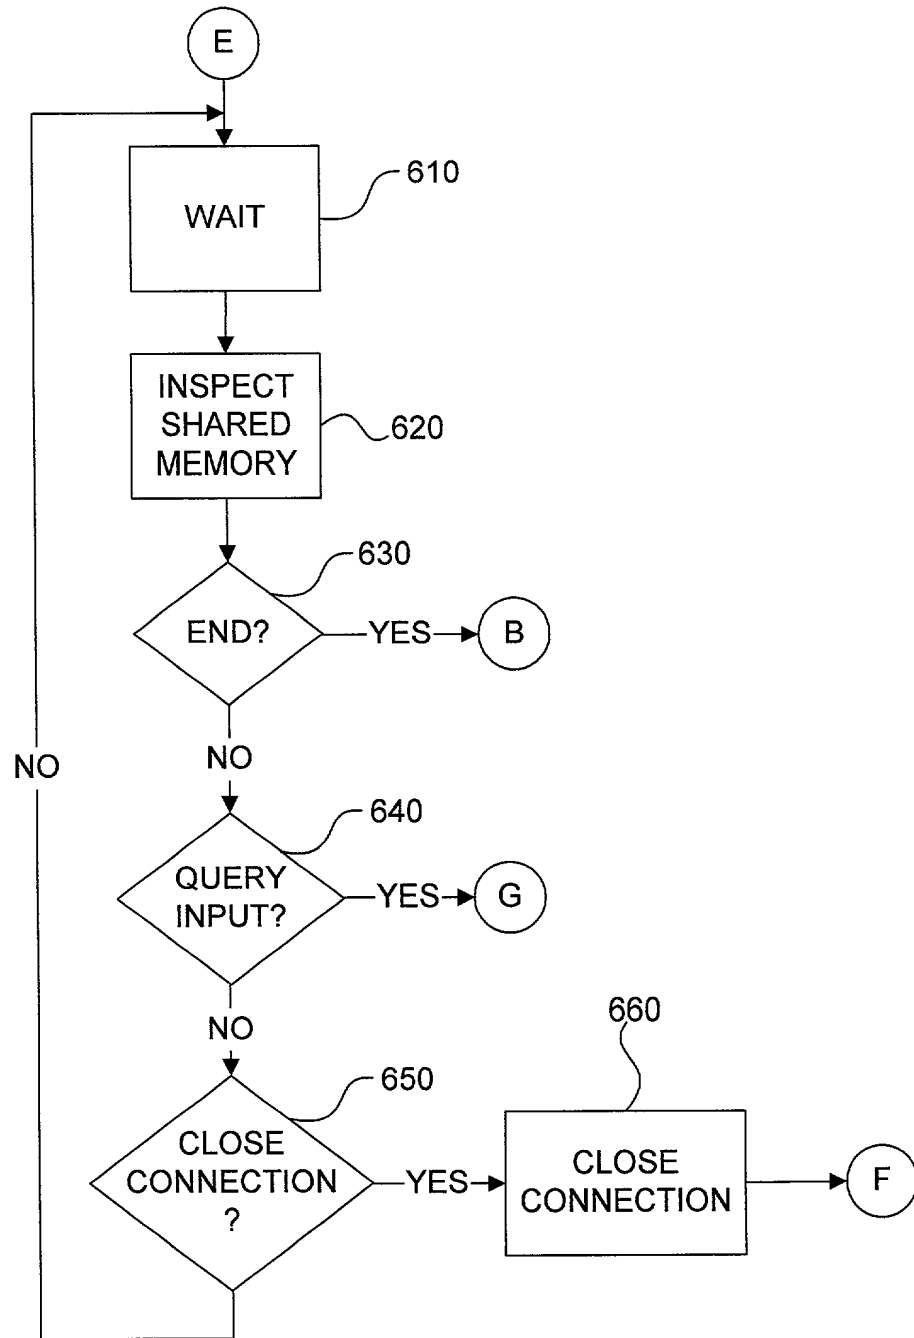 E
WAIT
610
INSPECT
SHARED
MEMORY
620
630
END?
YES
B
NO
NO
640
QUERY
INPUT?
YES
G
NO
660
650
CLOSE
CONNECTION
?
YES
CLOSE
CONNECTION
F